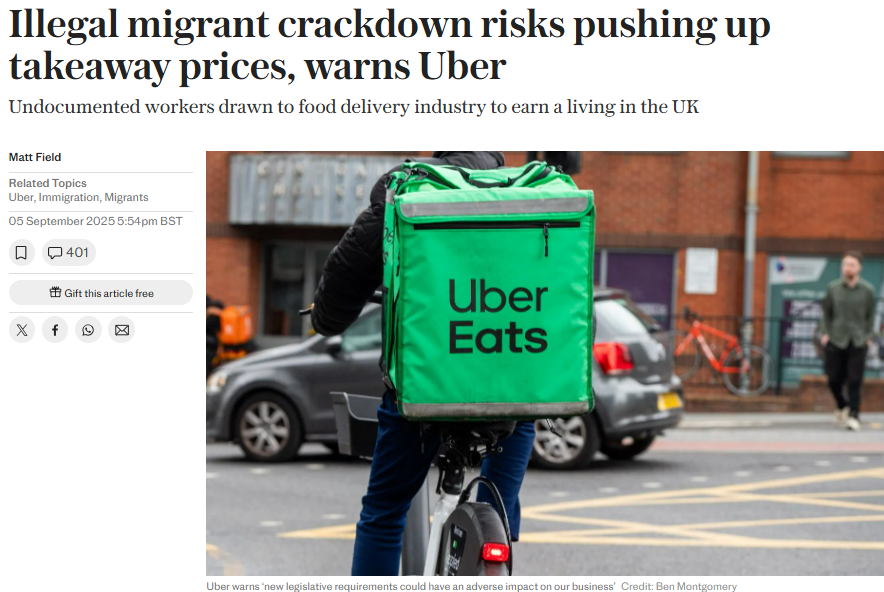 Illegal migrant crackdown risks pushing up
takeaway prices, warns Uber
Undocumented workers drawn to food delivery industry to earn a living in the UK
Matt Field
Related Topics
Uber, Immigration, Migrants
05 September 2025 5:54pm BST
401
Gift this article free
Uber
Eats
Uber warns ‘new legislative requirements could have an adverse impact on our business’ Credit: Ben Montgomery